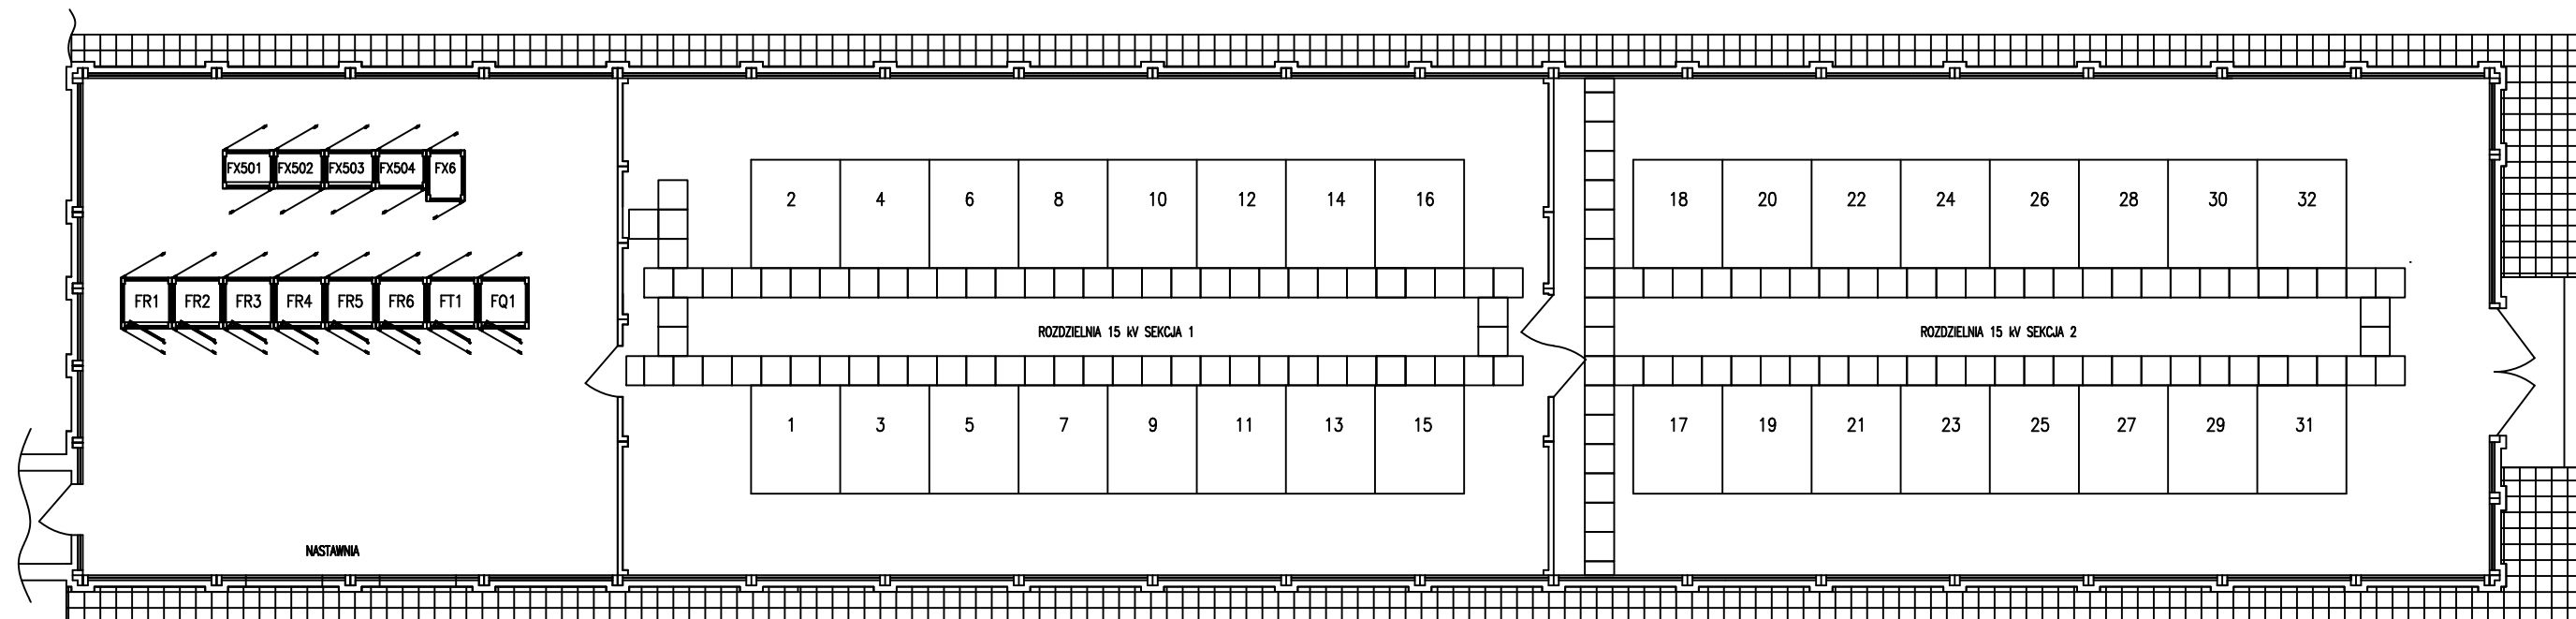 FX501 FX502 FX503 FX504 FX6
2 4 6 8 10 12 14 16 18 20 22 24 26 28 30 32
FR1 FR2 FR3 FR4 FR5 FR6 FT1 FQ1
ROZDZIELNIA 15 kV SEKCJA 1
ROZDZIELNIA 15 kV SEKCJA 2
1 3 5 7 9 11 13 15 17 19 21 23 25 27 29 31
NASTAWNIA